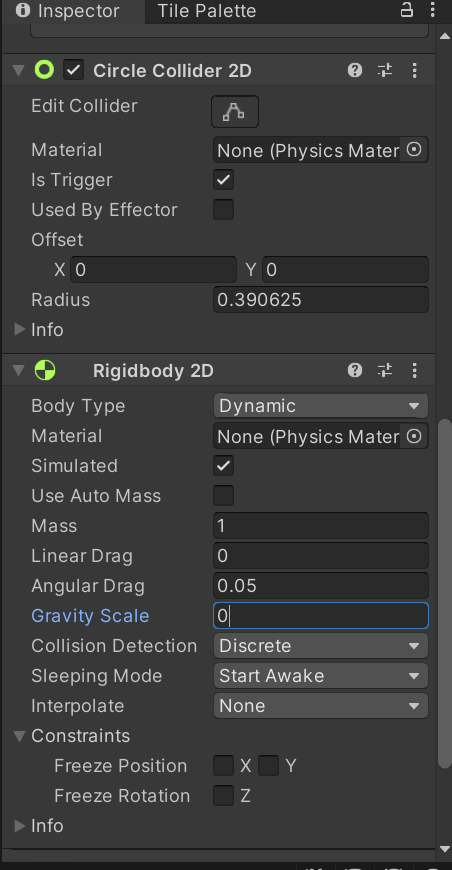 Inspector Tile Palette
Circle Collider 2D
Edit Collider
Material None (Physics Mater
Is Trigger
Used By Effector
Offset
X 0 Y 0
Radius 0.390625
Info
Rigidbody 2D
Body Type Dynamic
Material None (Physics Mater
Simulated
Use Auto Mass
Mass 1
Linear Drag 0
Angular Drag 0.05
Gravity Scale 0
Collision Detection Discrete
Sleeping Mode Start Awake
Interpolate None
Constraints
Freeze Position X Y
Freeze Rotation Z
Info